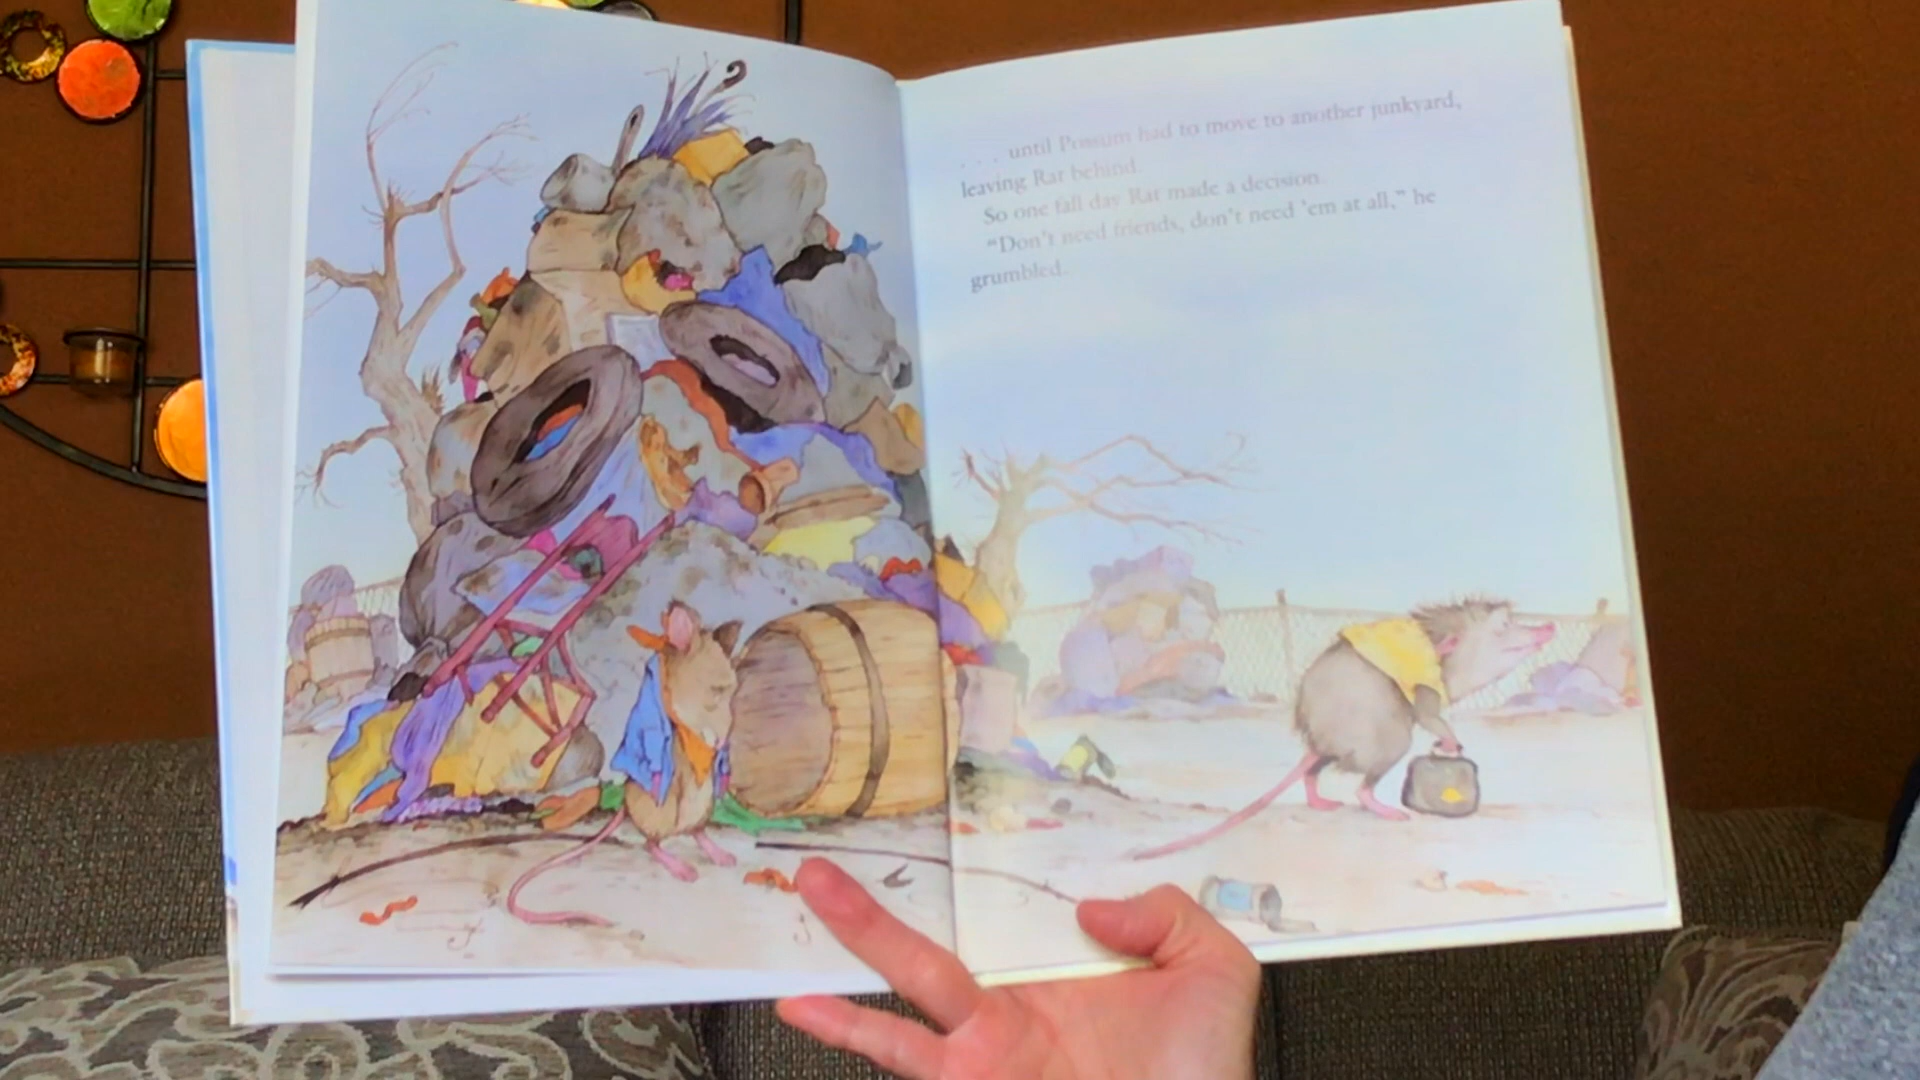 . . . until Possum had to move to another junkyard,
leaving Rat behind.
So one fall day Rat made a decision.
“Don’t need friends, don’t need ’em at all,” he
grumbled.